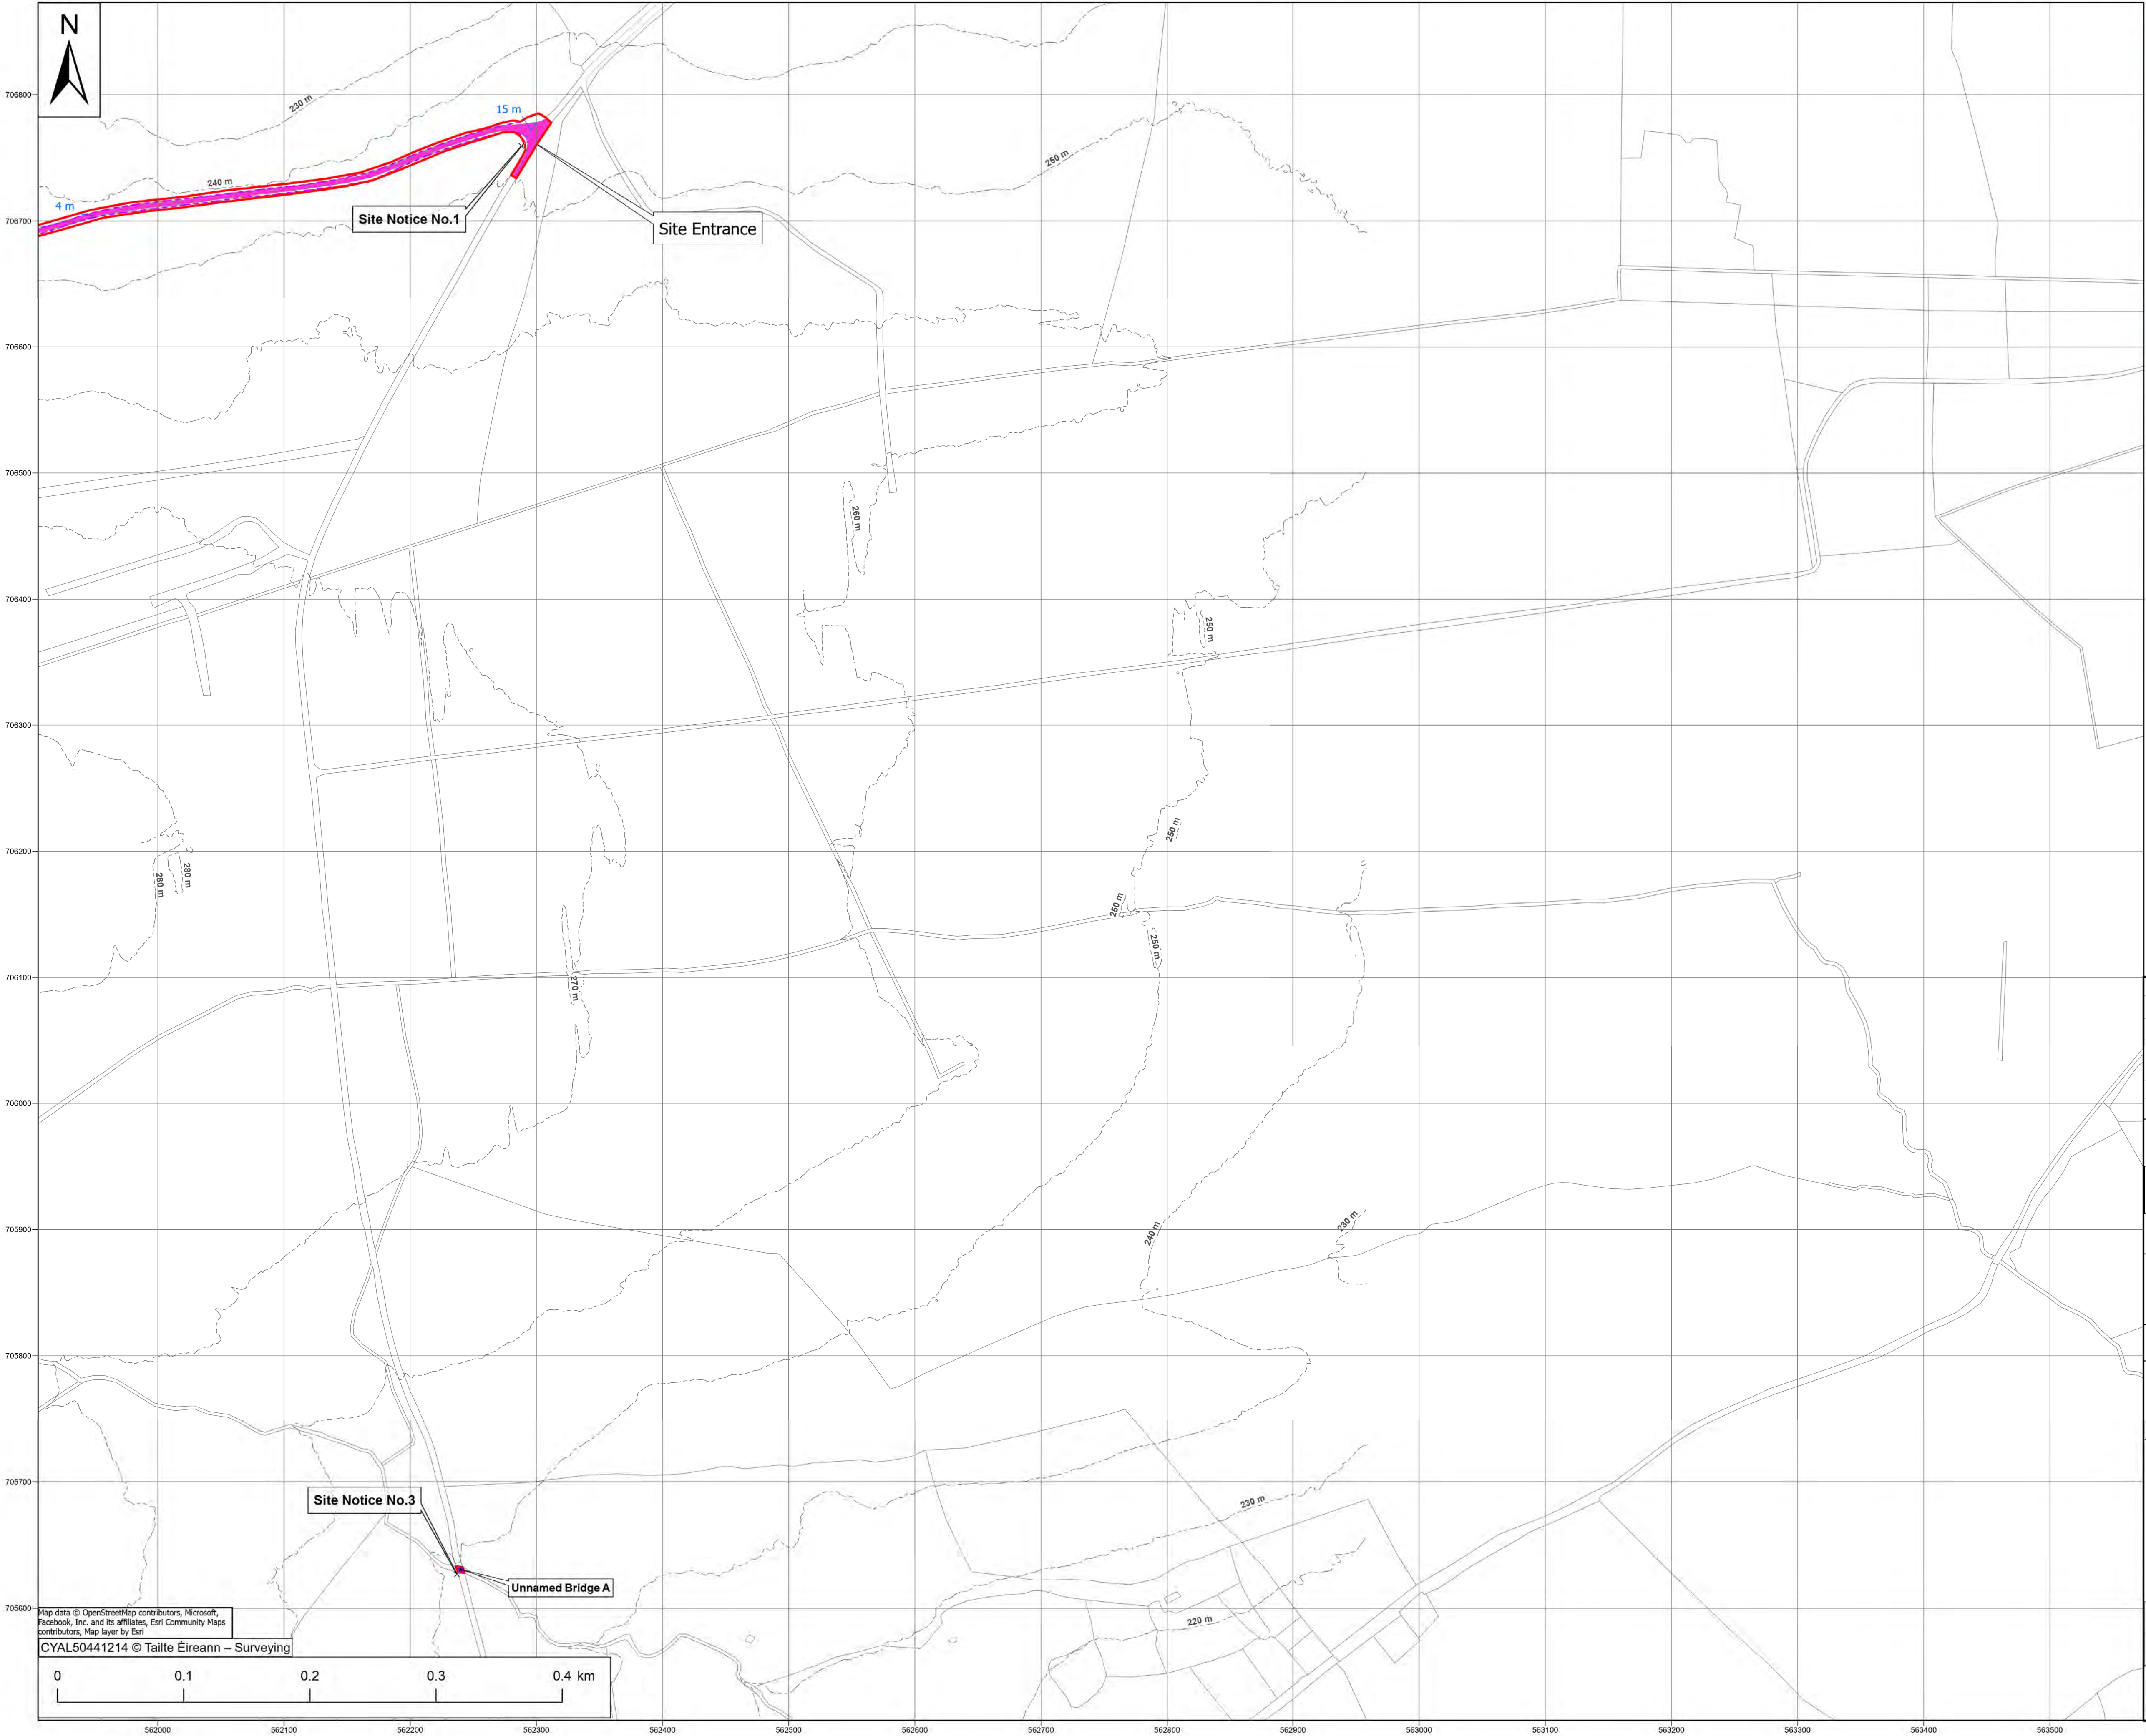 N
706800
230 m
15 m
250 m
240 m
4 m
Site Notice No.1
706700
Site Entrance
706600
706500
260 m
706400
250 m
706300
250 m
706200
280 m
280 m
250 m
250 m
706100
270 m
706000
705900
240 m
230 m
705800
705700
Site Notice No.3
230 m
Unnamed Bridge A
705600
220 m
Map data © OpenStreetMap contributors, Microsoft,
Facebook, Inc. and its affiliates, Esri Community Maps
contributors, Map layer by Esri
CYAL50441214 © Tailte Éireann – Surveying
0 0.1 0.2 0.3 0.4 km
562000 562100 562200 562300 562400 562500 562600 562700 562800 562900 563000 563100 563200 563300 563400 563500